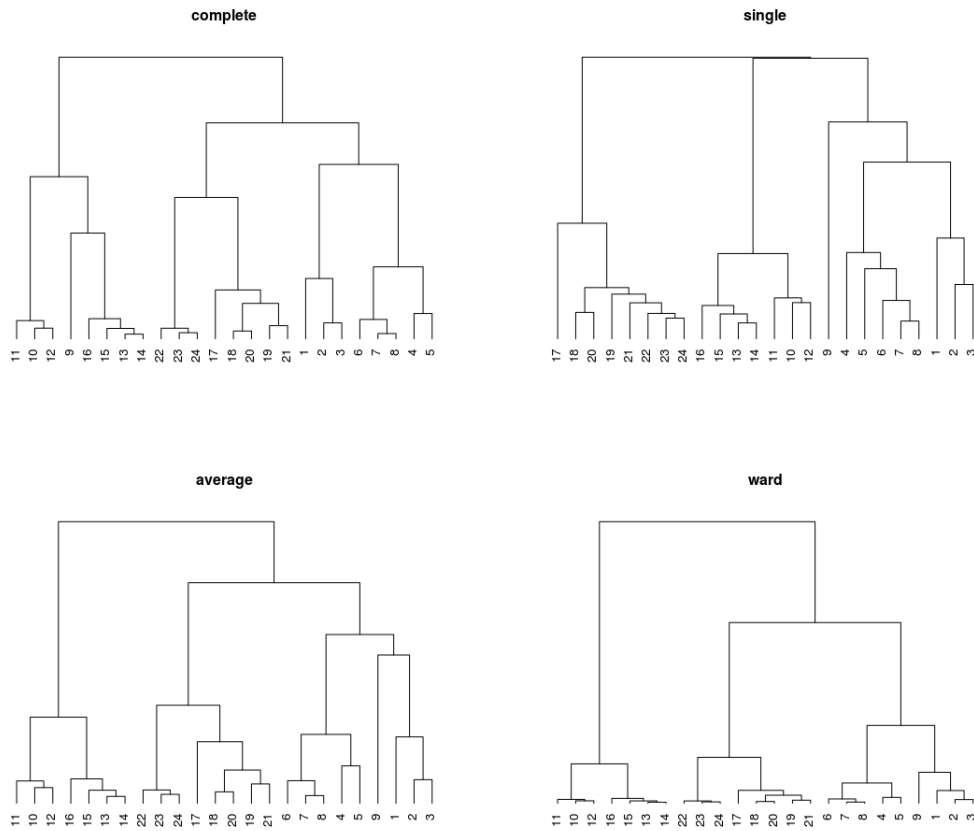 complete
11 10 12 9 16 15 13 14 22 23 24 17 18 20 19 21 1 2 3 6 7 8 4 5
single
17 18 20 19 21 22 23 24 16 15 13 14 11 10 12 9 4 5 6 7 8 1 2 3
average
11 10 12 16 15 13 14 22 23 24 17 18 20 19 21 6 7 8 4 5 9 1 2 3
ward
11 10 12 16 15 13 14 22 23 24 17 18 20 19 21 6 7 8 4 5 9 1 2 3